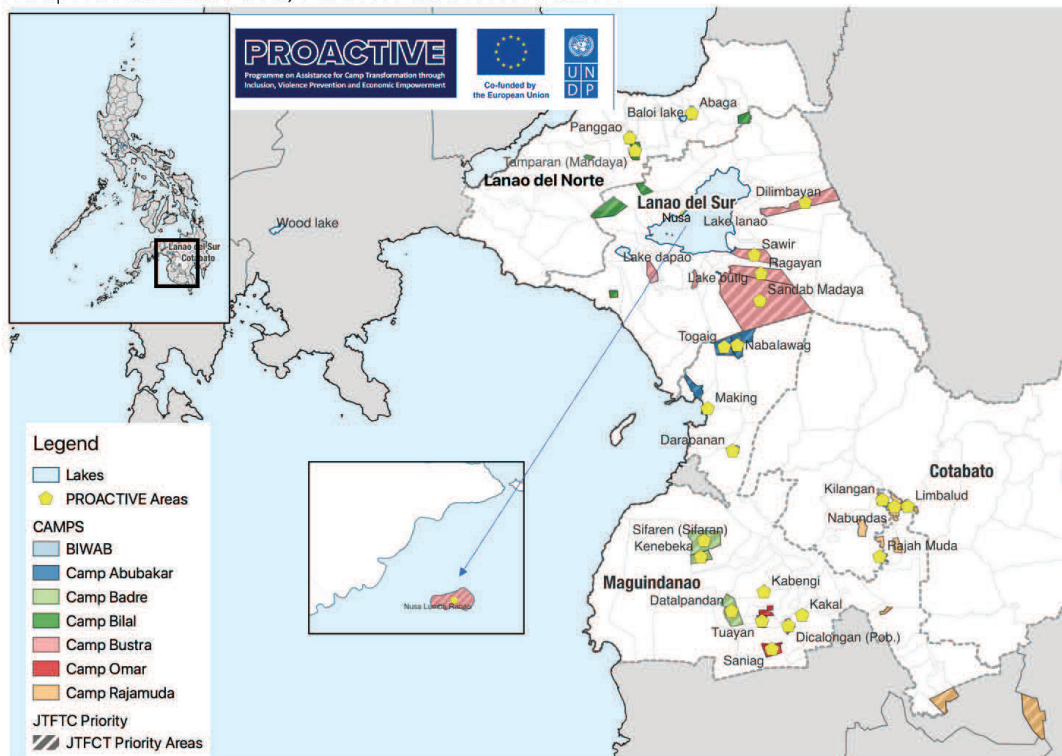 PROACTIVE
Programme on Assistance for Camp Transformation through
Inclusion, Violence Prevention and Economic Empowerment
Co-funded by
the European Union
U N
D P
Lanao del Sur
Cotabato
Wood lake
Baloi lake
Abaga
Panggao
Tamparan (Mandaya)
Lanao del Norte
Lanao del Sur
Nusa
Lake lanao
Dilimbayan
Lake dapao
Sawir
Ragayan
Lake butig
Sandab Madaya
Togaig
Nabalawag
Making
Darapanan
Cotabato
Kilangan
Limbalud
Nabundas
Rajah Muda
Sifaren (Sifaran)
Kenebeka
Maguindanao
Kabengi
Datalpandan
Kakal
Tuayan
Dicalongan (Pob.)
Saniag
Legend
Lakes
PROACTIVE Areas
CAMPS
BIWAB
Camp Abubakar
Camp Badre
Camp Bilal
Camp Bustra
Camp Omar
Camp Rajamuda
JTFTC Priority
JTFCT Priority Areas